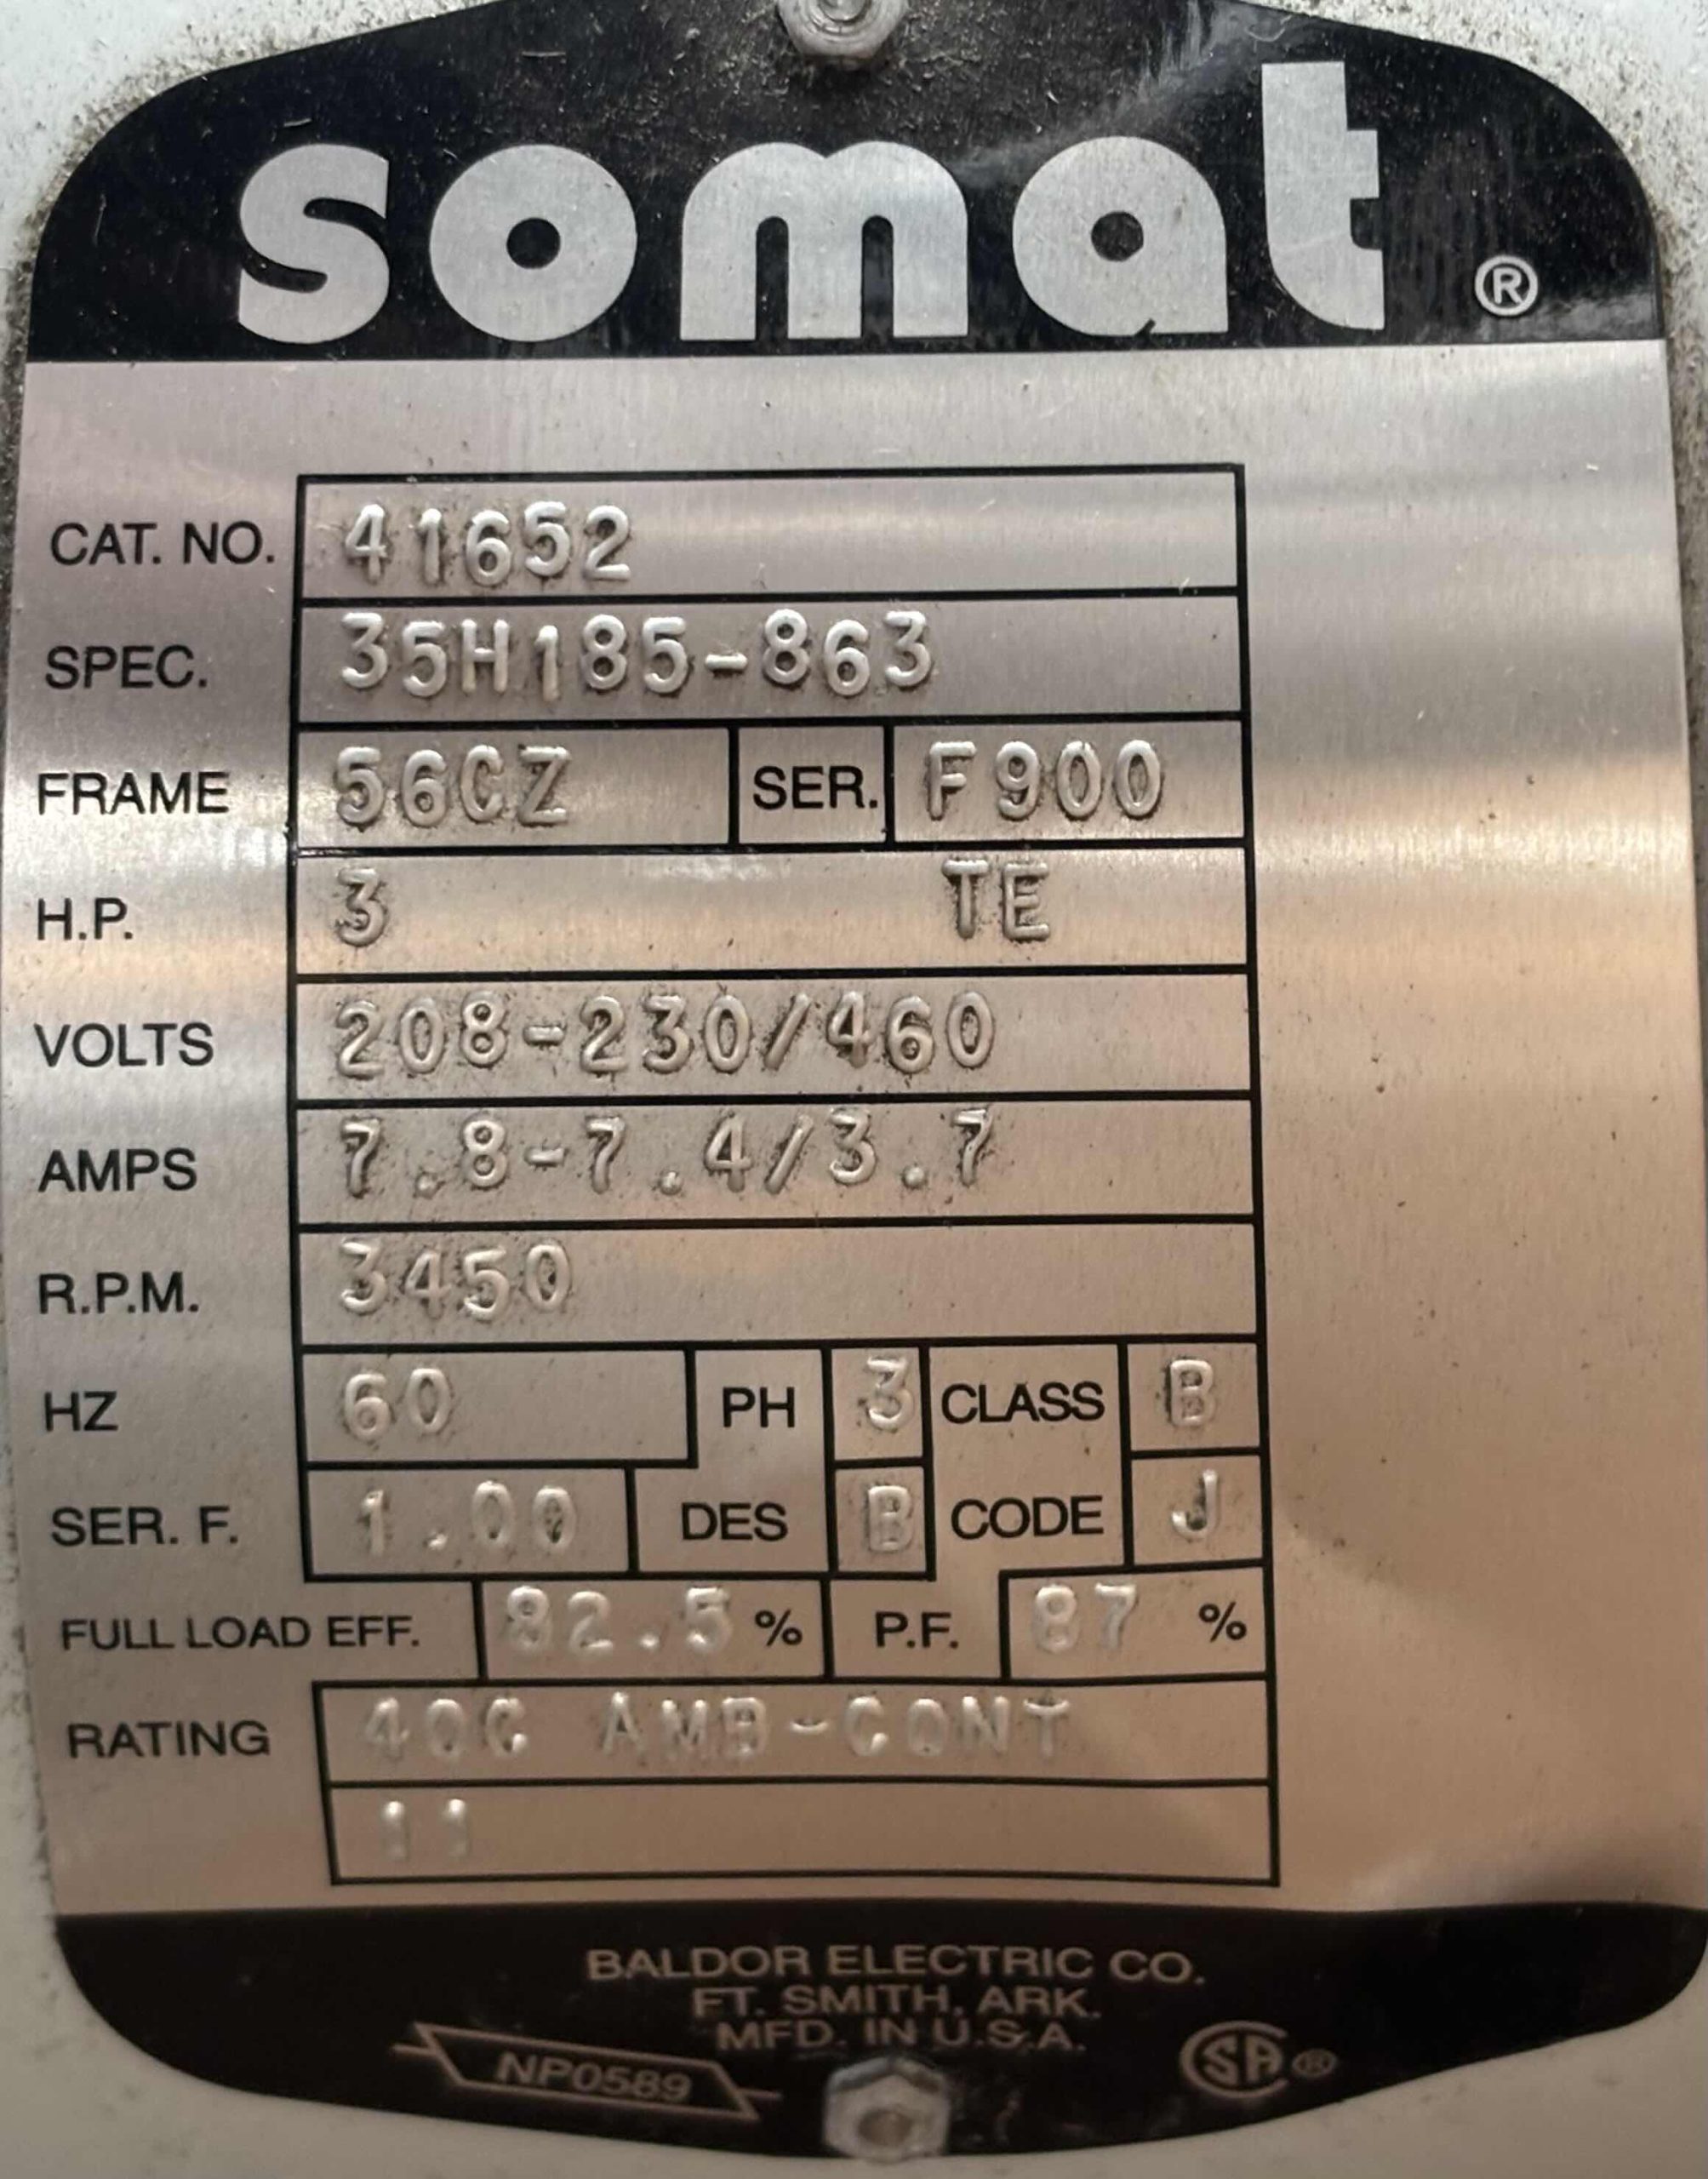 somat ®
CAT. NO. 41652
SPEC. 35H185-863
FRAME 56CZ SER. F900
H.P. 3 TE
VOLTS 208-230/460
AMPS 7.8-7.4/3.7
R.P.M. 3450
HZ 60 PH 3 CLASS B
SER. F. 1.00 DES B CODE J
FULL LOAD EFF. 82.5 % P.F. 87 %
RATING 40C AMB-CONT
11
BALDOR ELECTRIC CO.
FT. SMITH, ARK.
MFD. IN U.S.A.
NP0589 SA ®